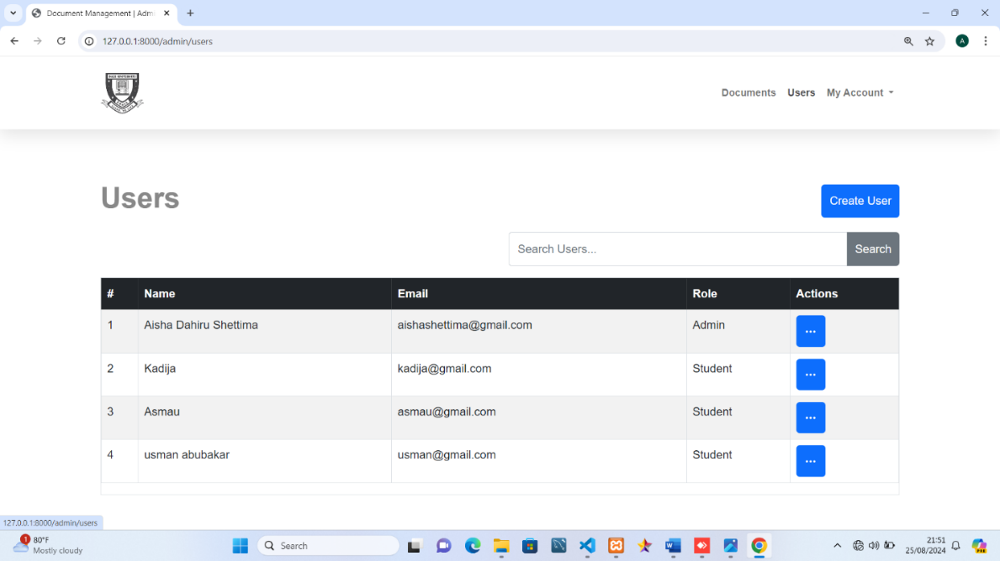 Document Management | Admi
127.0.0.1:8000/admin/users
A
Documents Users My Account
Users
Create User
Search Users... Search
# Name Email Role Actions
1 Aisha Dahiru Shettima aishashettima@gmail.com Admin ...
2 Kadija kadija@gmail.com Student ...
3 Asmau asmau@gmail.com Student ...
4 usman abubakar usman@gmail.com Student ...
127.0.0.1:8000/admin/users
1
80°F
Mostly cloudy
Search
21:51
25/08/2024